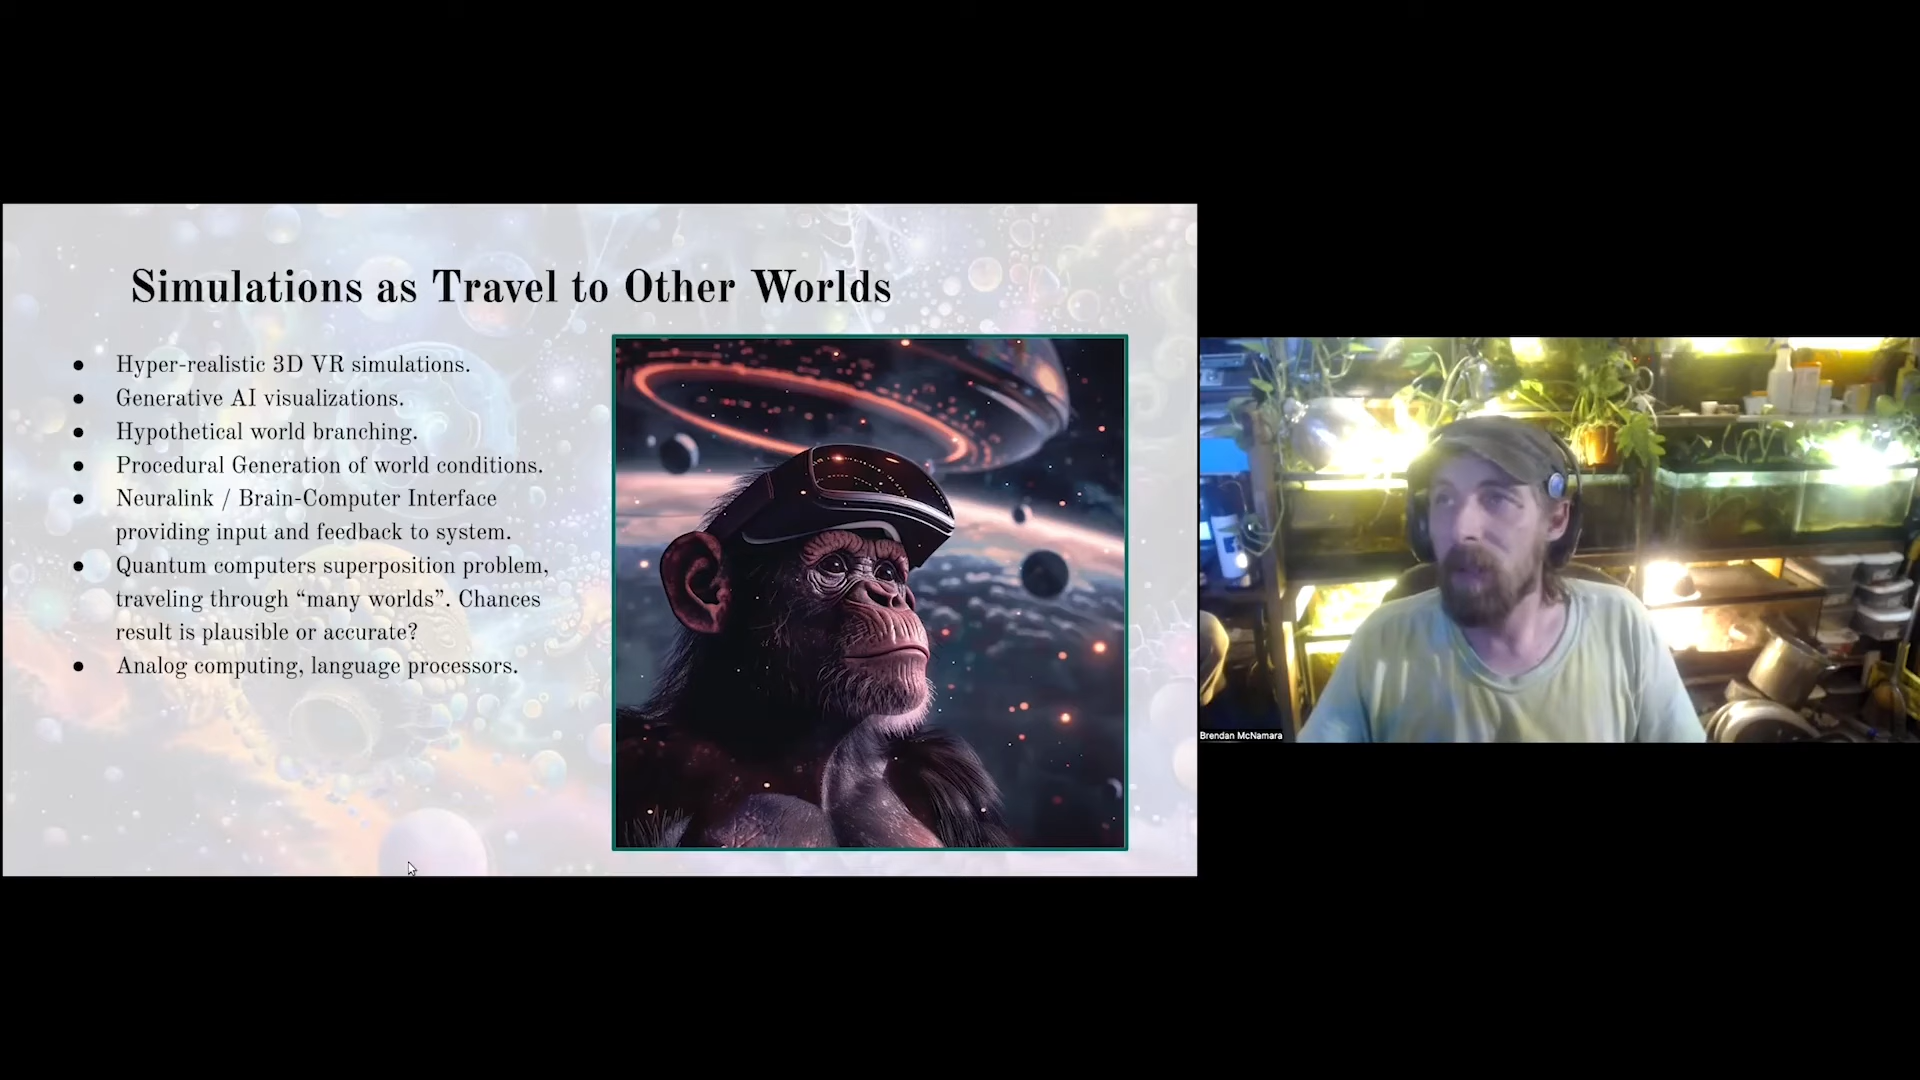 Simulations as Travel to Other Worlds
● Hyper-realistic 3D VR simulations.
● Generative AI visualizations.
● Hypothetical world branching.
● Procedural Generation of world conditions.
● Neuralink / Brain-Computer Interface
providing input and feedback to system.
● Quantum computers superposition problem,
traveling through “many worlds”. Chances
result is plausible or accurate?
● Analog computing, language processors.
Brendan McNamara